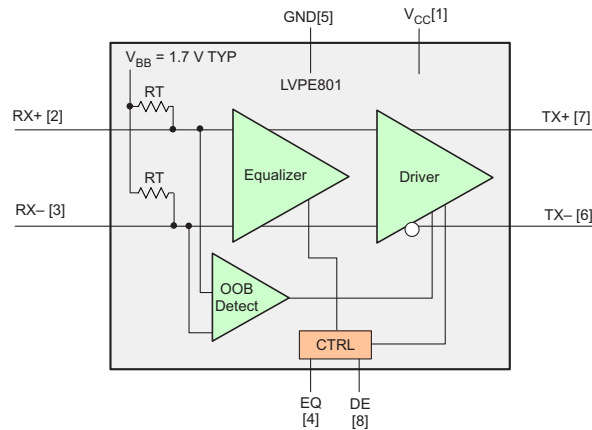 GND[5]
VCC[1]
VBB = 1.7 V TYP
LVPE801
RT
RX+ [2]
TX+ [7]
Equalizer
Driver
RT
RX– [3]
TX– [6]
OOB
Detect
CTRL
EQ
[4]
DE
[8]